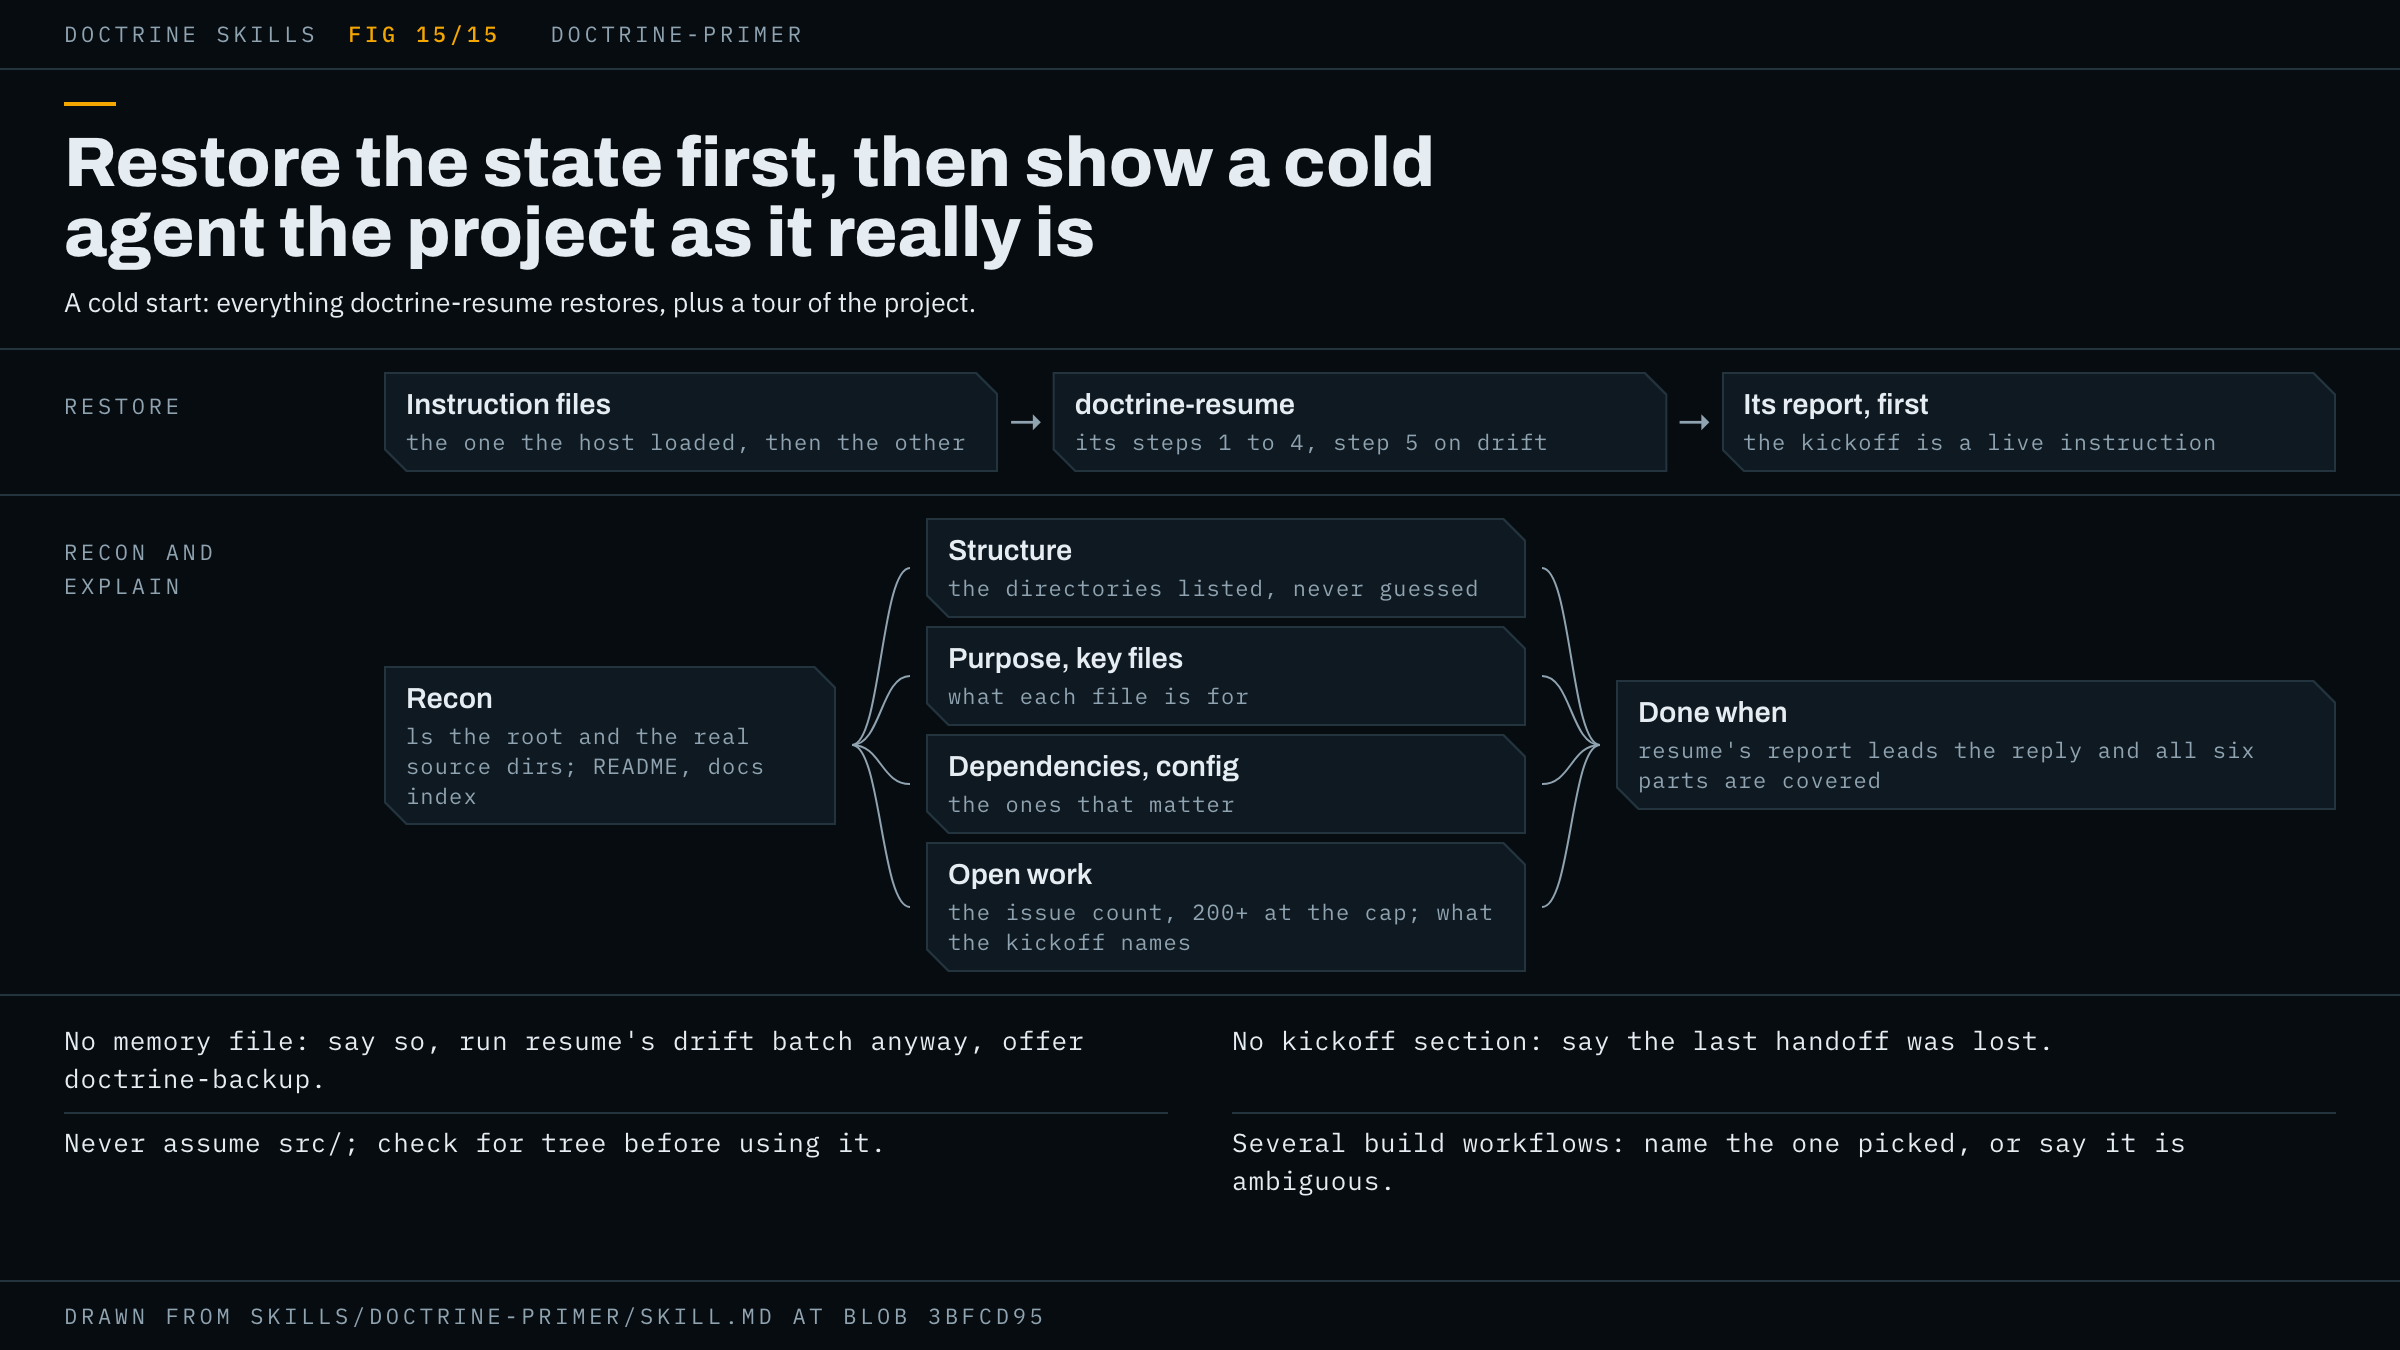 DOCTRINE SKILLS FIG 15/15 DOCTRINE-PRIMER
Restore the state first, then show a cold
agent the project as it really is
A cold start: everything doctrine-resume restores, plus a tour of the project.
RESTORE
Instruction files
the one the host loaded, then the other
doctrine-resume
its steps 1 to 4, step 5 on drift
Its report, first
the kickoff is a live instruction
RECON AND
EXPLAIN
Recon
ls the root and the real
source dirs; README, docs
index
Structure
the directories listed, never guessed
Purpose, key files
what each file is for
Dependencies, config
the ones that matter
Open work
the issue count, 200+ at the cap; what
the kickoff names
Done when
resume's report leads the reply and all six
parts are covered
No memory file: say so, run resume's drift batch anyway, offer
doctrine-backup.
No kickoff section: say the last handoff was lost.
Never assume src/; check for tree before using it.
Several build workflows: name the one picked, or say it is
ambiguous.
DRAWN FROM SKILLS/DOCTRINE-PRIMER/SKILL.MD AT BLOB 3BFCD95